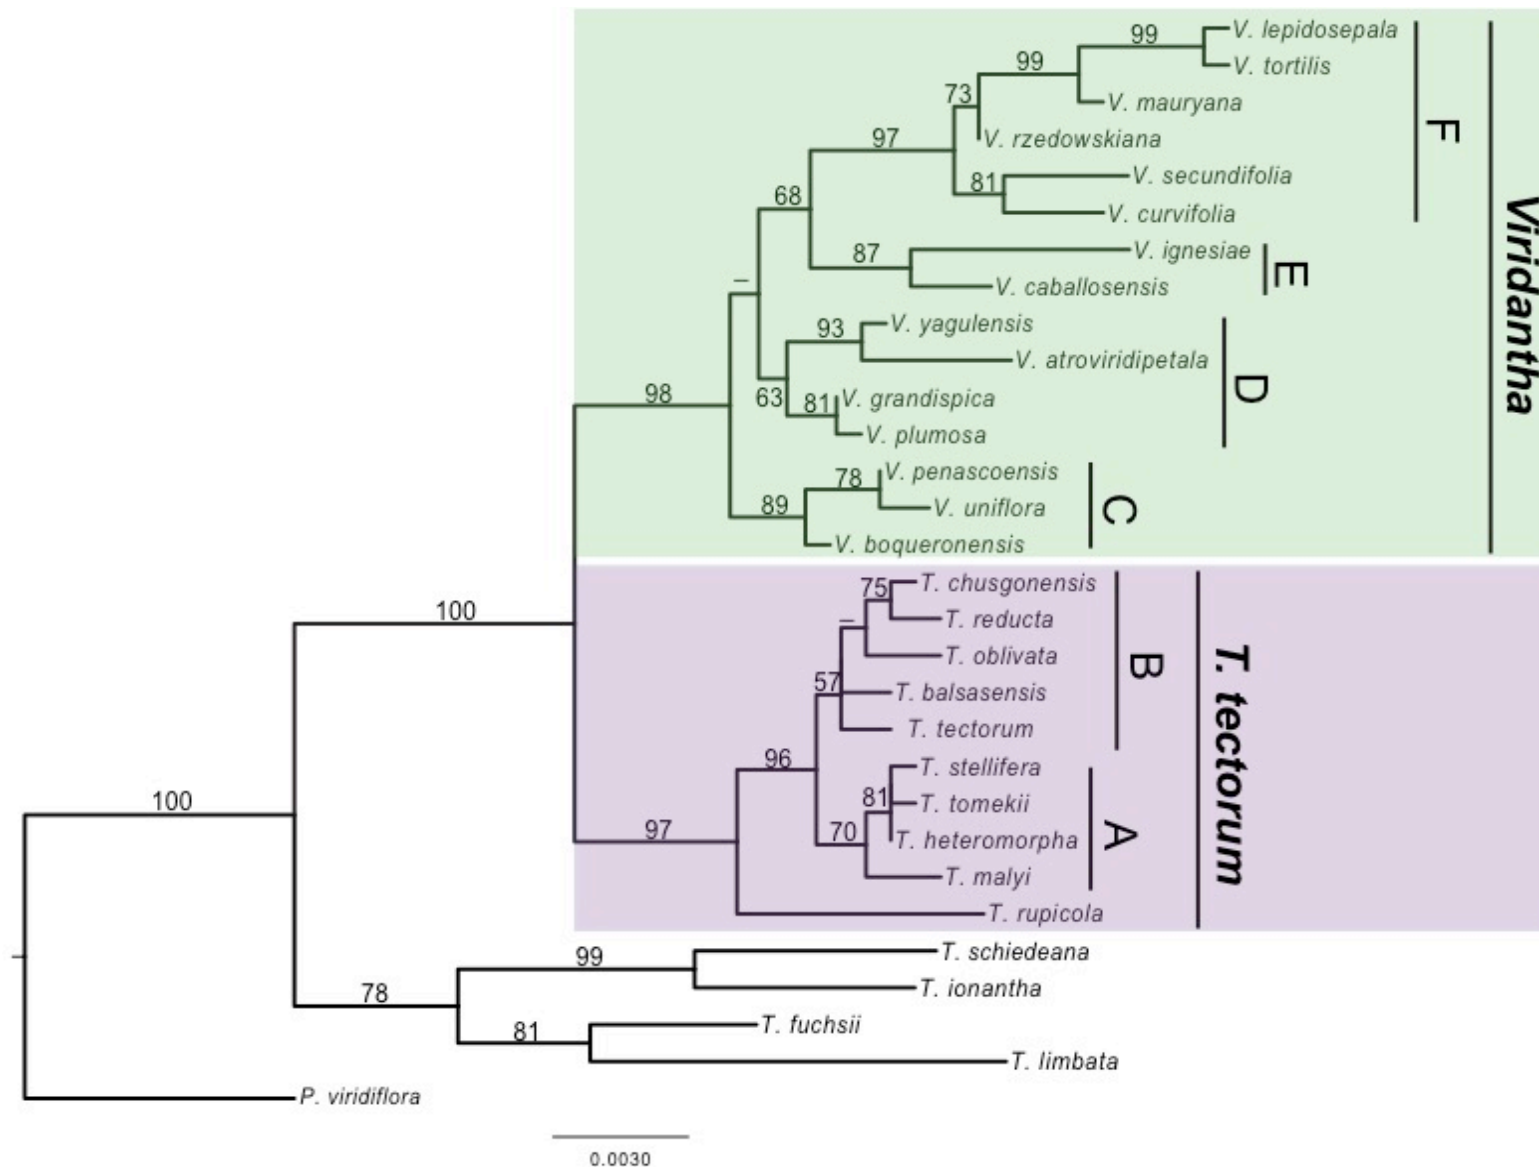 99
V. lepidosepala
V. tortilis
99
V. mauryana
73
V. rzedowskiana
97
V. secundifolia
81
V. curvifolia
F
68
V. ignesiae
87
V. caballosensis
E
–
V. yagulensis
93
V. atroviridipetala
63
V. grandispica
81
V. plumosa
D
98
V. penascoensis
78
V. uniflora
89
V. boqueronensis
C
Viridantha
100
T. chusgonensis
75
T. reducta
–
T. oblivata
57
T. balsasensis
T. tectorum
B
96
T. stellifera
81
T. tomekii
70
T. heteromorpha
T. malyi
A
97
T. rupicola
T. tectorum
100
T. schiedeana
99
T. ionantha
78
T. fuchsii
81
T. limbata
P. viridiflora
0.0030